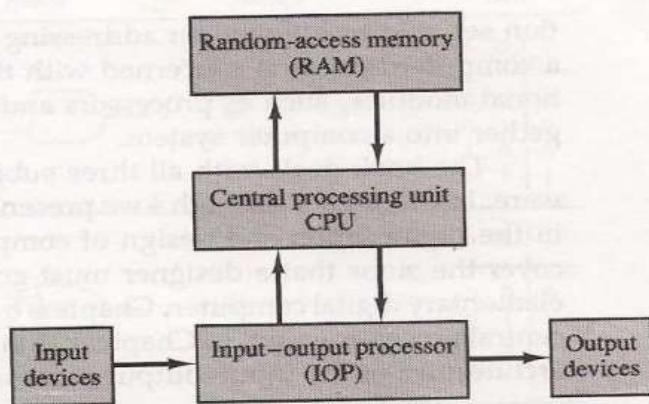 Random-access memory
(RAM)
Central processing unit
CPU
Input
devices
Input–output processor
(IOP)
Output
devices